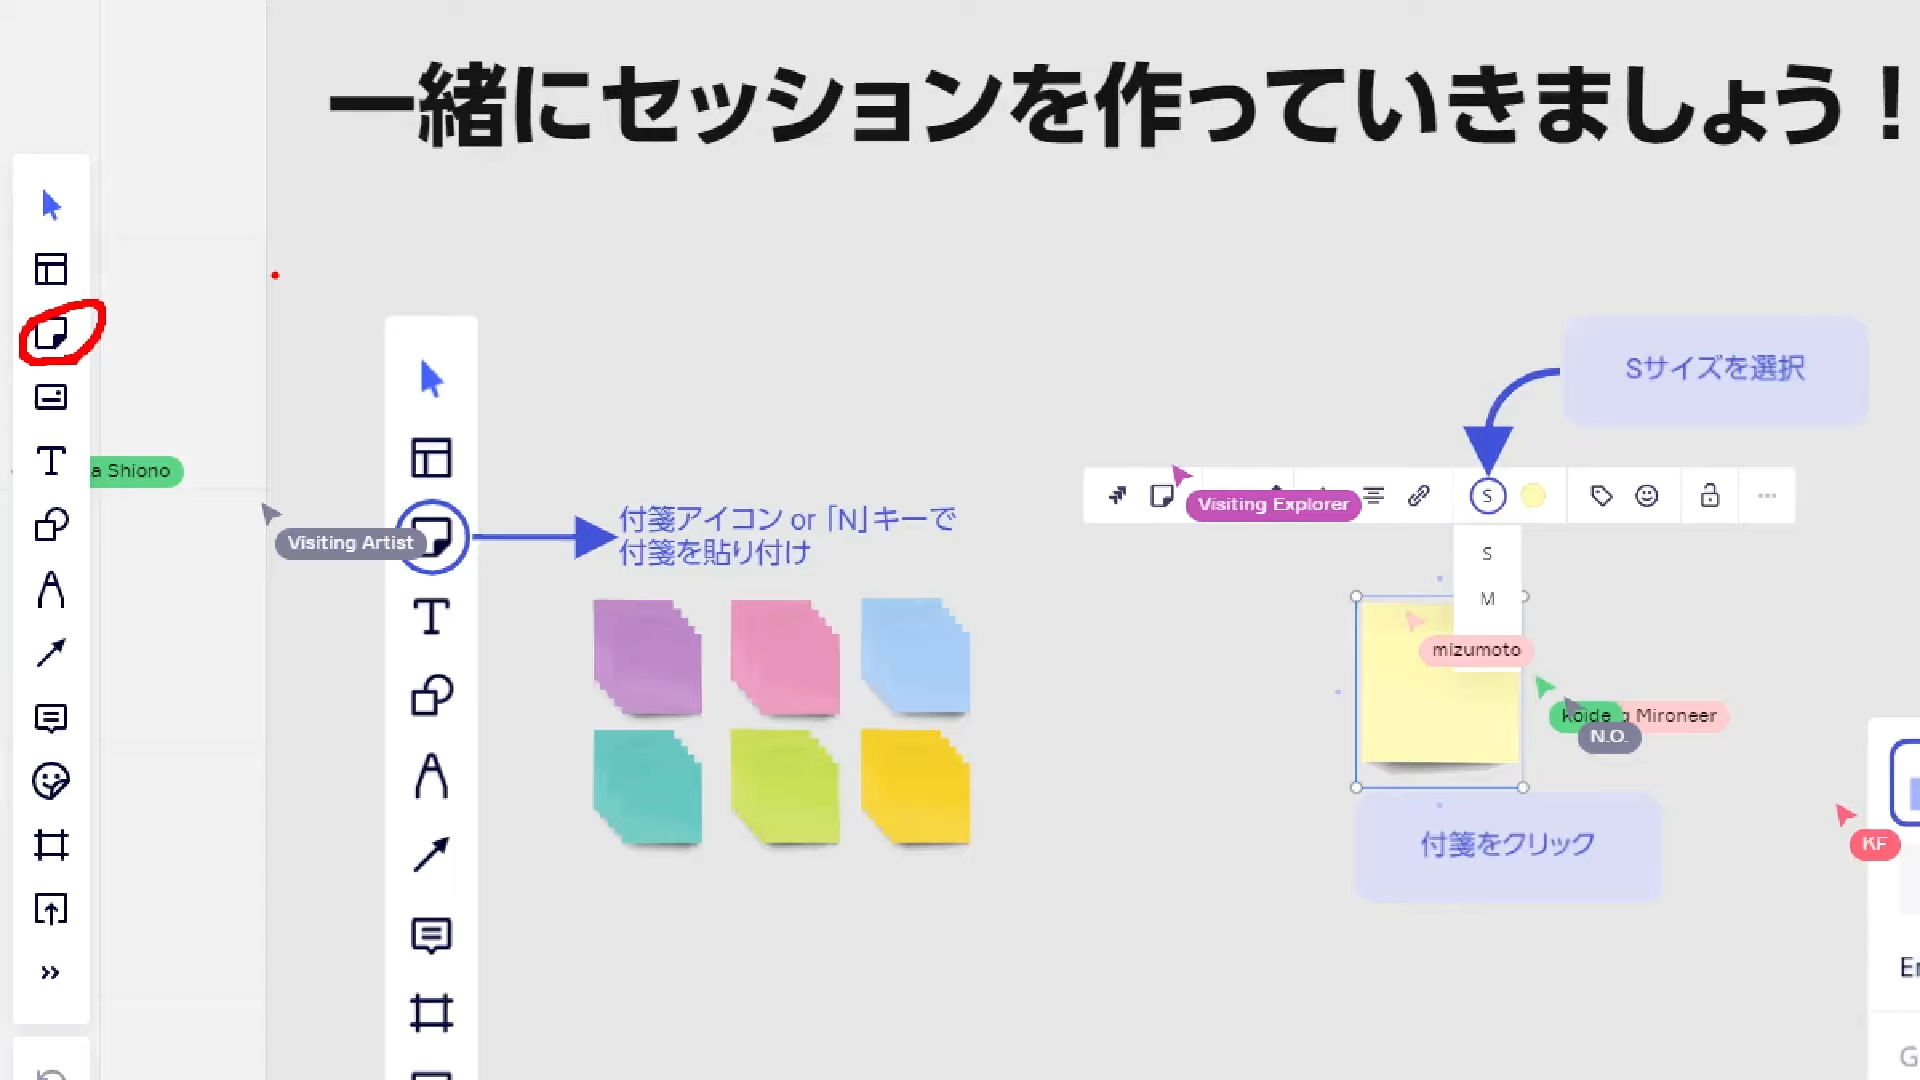 一緒にセッションを作っていきましょう！
Sサイズを選択
a Shiono
Visiting Explorer
S
Visiting Artist
付箋アイコン or「N」キーで
付箋を貼り付け
S
M
mizumoto
koide
Mironeer
N.O.
付箋をクリック
KF